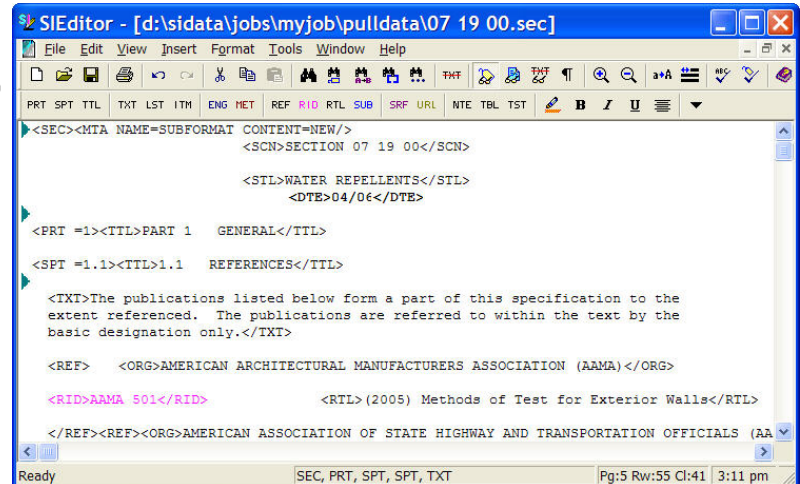 SIEditor - [d:\sidata\jobs\myjob\pulldata\07 19 00.sec]
File Edit View Insert Format Tools Window Help
TXT TXT a+A ABC
PRT SPT TTL TXT LST ITM ENG MET REF RID RTL SUB SRF URL NTE TBL TST B I U
<SEC><MTA NAME=SUBFORMAT CONTENT=NEW/>
<SCN>SECTION 07 19 00</SCN>
<STL>WATER REPELLENTS</STL>
<DTE>04/06</DTE>
<PRT =1><TTL>PART 1 GENERAL</TTL>
<SPT =1.1><TTL>1.1 REFERENCES</TTL>
<TXT>The publications listed below form a part of this specification to the
extent referenced. The publications are referred to within the text by the
basic designation only.</TXT>
<REF> <ORG>AMERICAN ARCHITECTURAL MANUFACTURERS ASSOCIATION (AAMA)</ORG>
<RID>AAMA 501</RID> <RTL>(2005) Methods of Test for Exterior Walls</RTL>
</REF><REF><ORG>AMERICAN ASSOCIATION OF STATE HIGHWAY AND TRANSPORTATION OFFICIALS (AA
Ready SEC, PRT, SPT, SPT, TXT Pg:5 Rw:55 Cl:41 3:11 pm